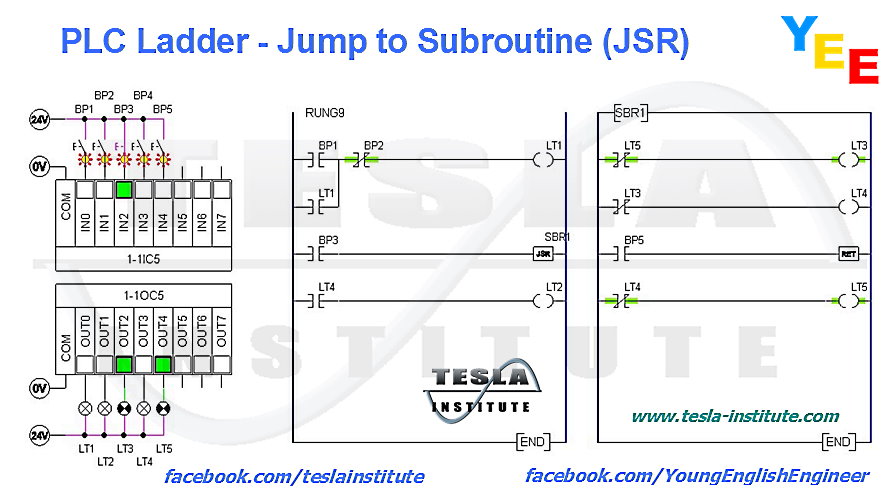 PLC Ladder - Jump to Subroutine (JSR)
YEE
BP2 BP4
BP1 BP3 BP5
24V
0V
COM IN0 IN1 IN2 IN3 IN4 IN5 IN6 IN7
1-1IC5
1-1OC5
COM OUT0 OUT1 OUT2 OUT3 OUT4 OUT5 OUT6 OUT7
0V
24V
LT1 LT3 LT5
LT2 LT4
RUNG9
BP1 BP2 LT1
LT1
BP3 SBR1
JSR
LT4 LT2
END
SBR1
LT5 LT3
LT3 LT4
BP5
RET
LT4 LT5
END
TESLA
INSTITUTE
TESLA
INSTITUTE
www.tesla-institute.com
facebook.com/teslainstitute
facebook.com/YoungEnglishEngineer